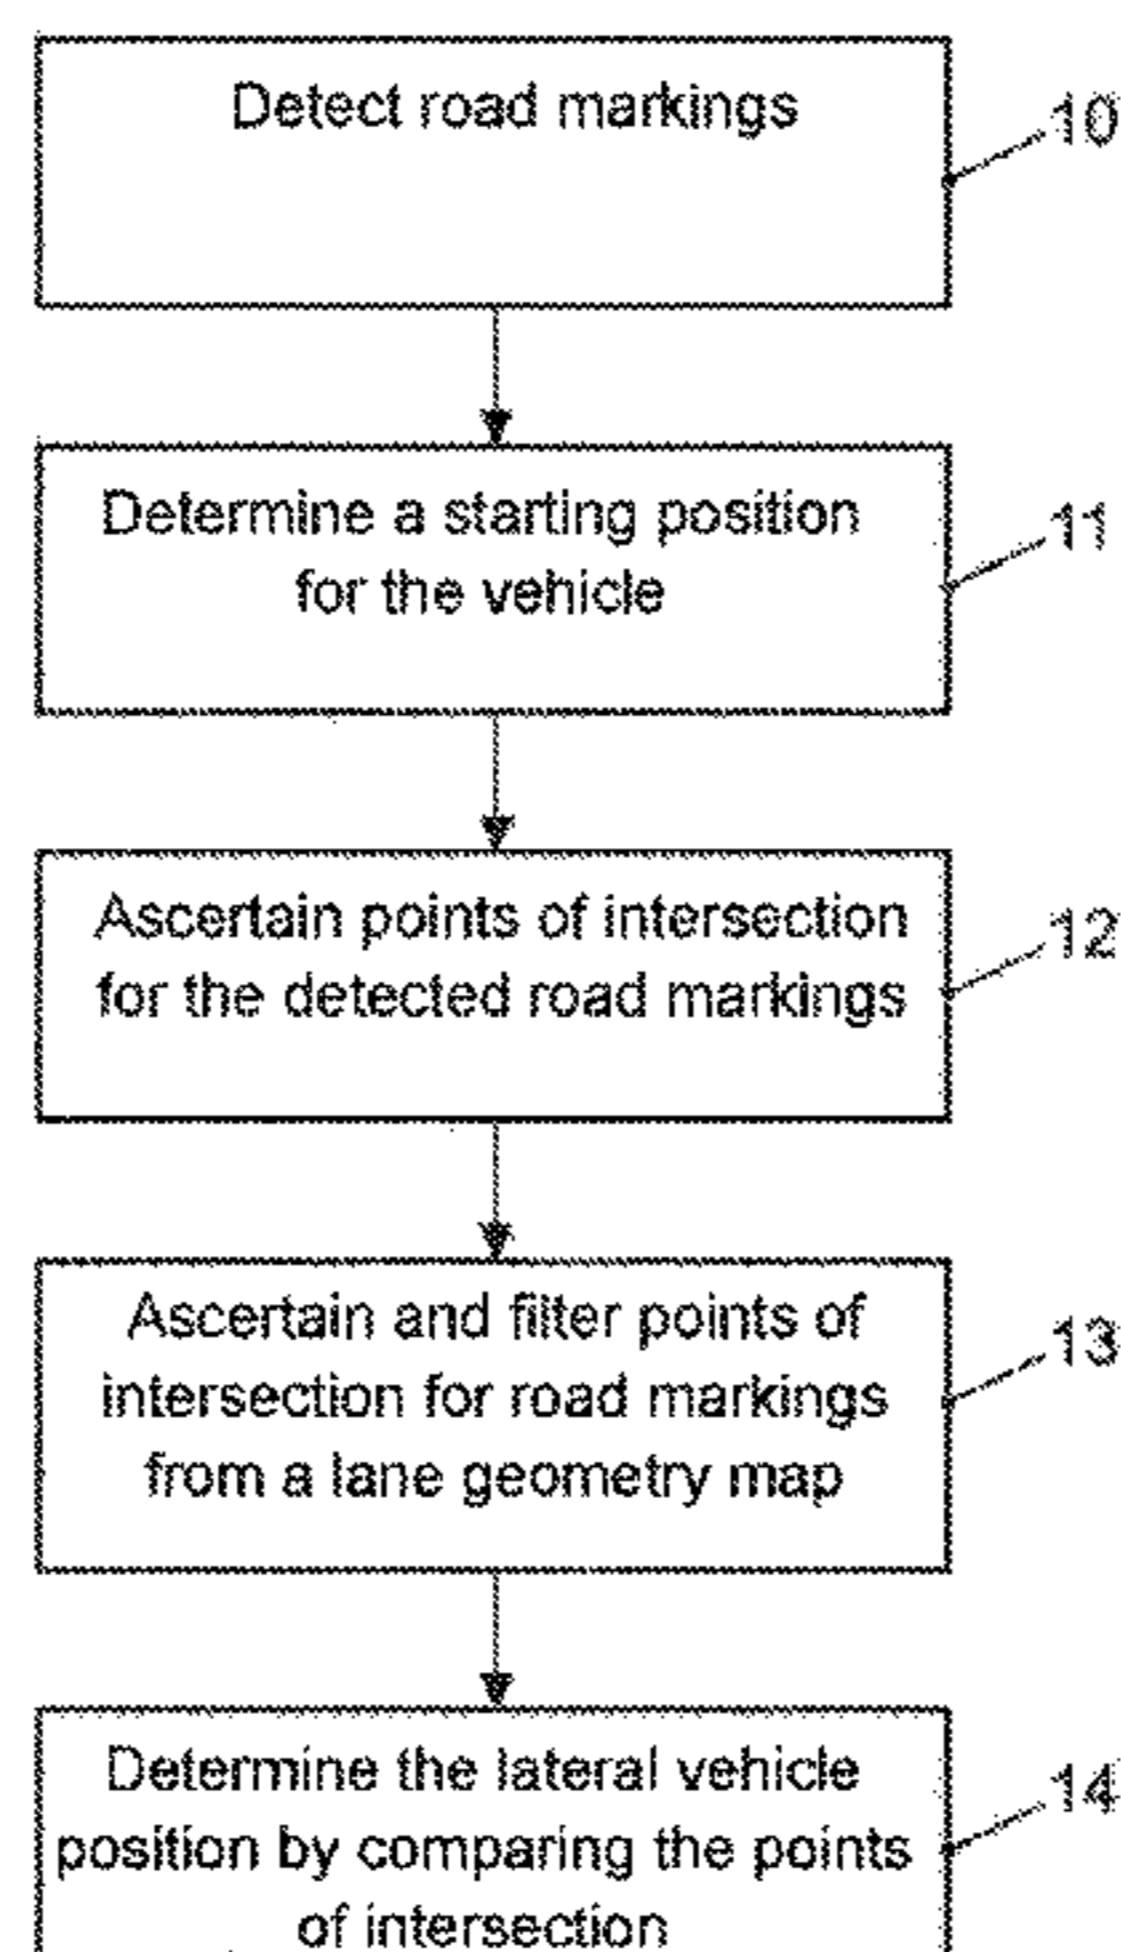 Detect road markings
10
Determine a starting position
for the vehicle
11
Ascertain points of intersection
for the detected road markings
12
Ascertain and filter points of
intersection for road markings
from a lane geometry map
13
Determine the lateral vehicle
position by comparing the points
of intersection
14